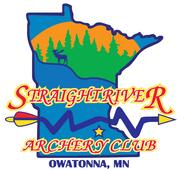 STRAIGHTRIVER
ARCHERY CLUB
OWATONNA, MN